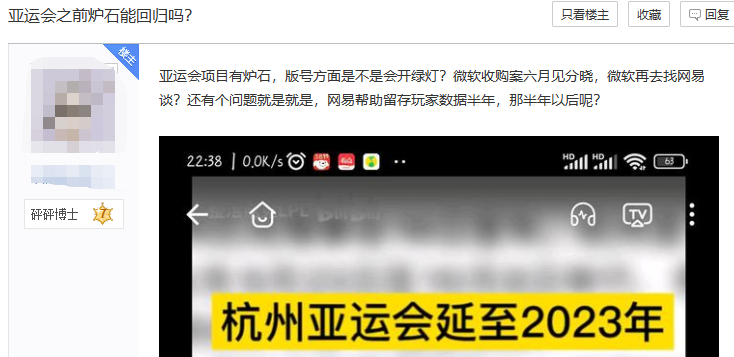 亚运会之前炉石能回归吗?
只看楼主
收藏
回复
楼主
亚运会项目有炉石，版号方面是不是会开绿灯？微软收购案六月见分晓，微软再去找网易
谈？还有个问题就是就是，网易帮助留存玩家数据半年，那半年以后呢？
砰砰博士
7
22:38 | 0.0K/s
HD HD 63
TV
杭州亚运会延至2023年